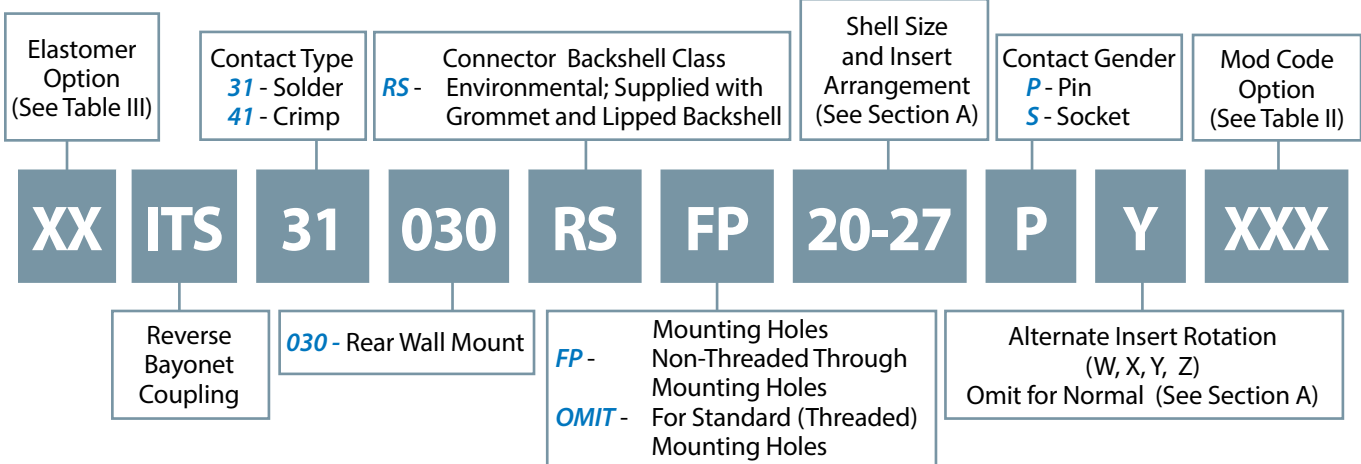 Elastomer
Option
(See Table III)
Contact Type
31 - Solder
41 - Crimp
Connector Backshell Class
RS - Environmental; Supplied with
Grommet and Lipped Backshell
Shell Size
and Insert
Arrangement
(See Section A)
Contact Gender
P - Pin
S - Socket
Mod Code
Option
(See Table II)
XX ITS 31 030 RS FP 20-27 P Y XXX
Reverse
Bayonet
Coupling
030 - Rear Wall Mount
Mounting Holes
FP - Non-Threaded Through
Mounting Holes
OMIT - For Standard (Threaded)
Mounting Holes
Alternate Insert Rotation
(W, X, Y, Z)
Omit for Normal (See Section A)